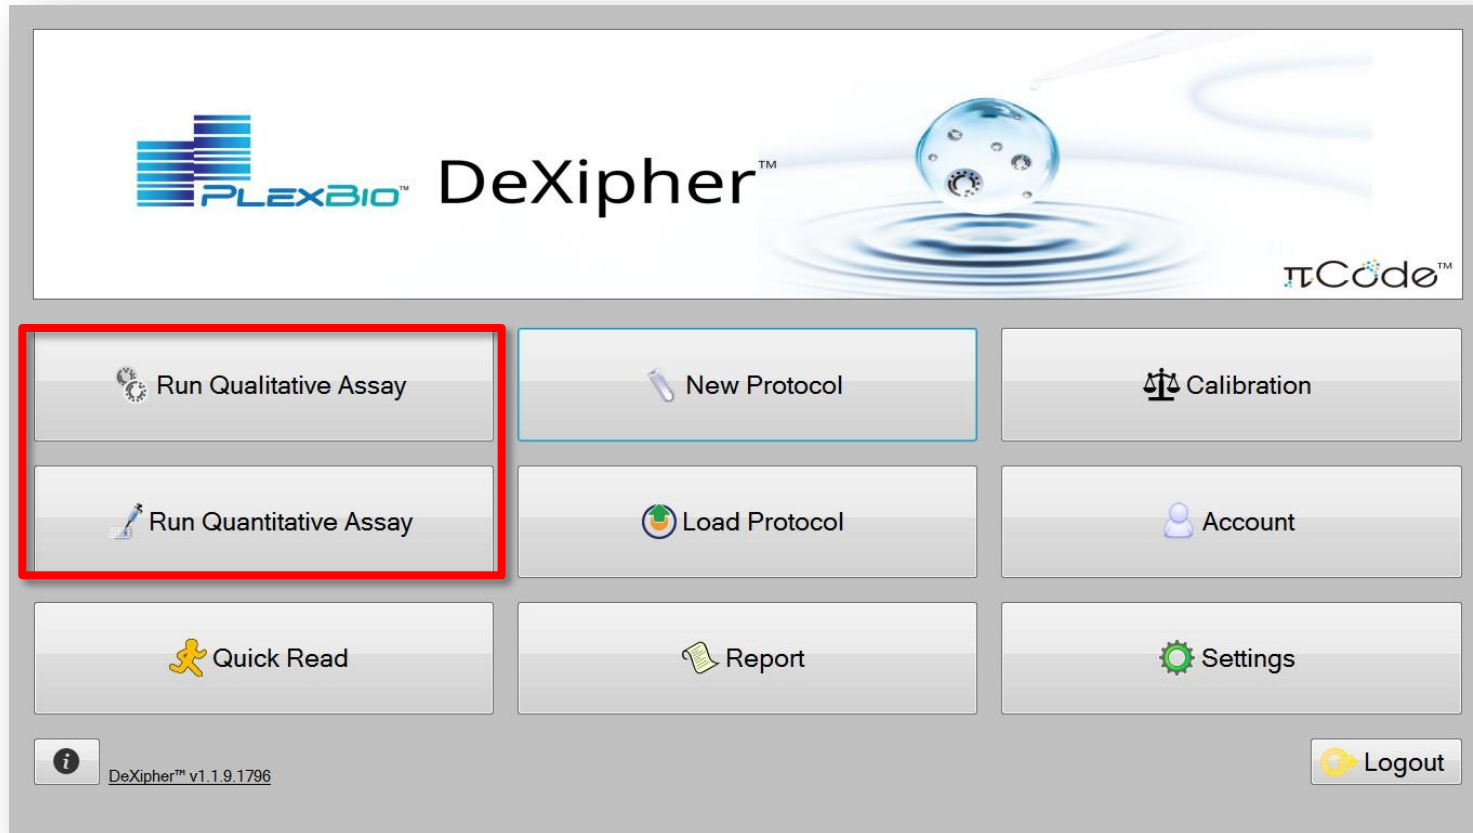 PlexBio™ DeXipher™
πCode™
Run Qualitative Assay
New Protocol
Calibration
Run Quantitative Assay
Load Protocol
Account
Quick Read
Report
Settings
i
DeXipher™ v1.1.9.1796
Logout